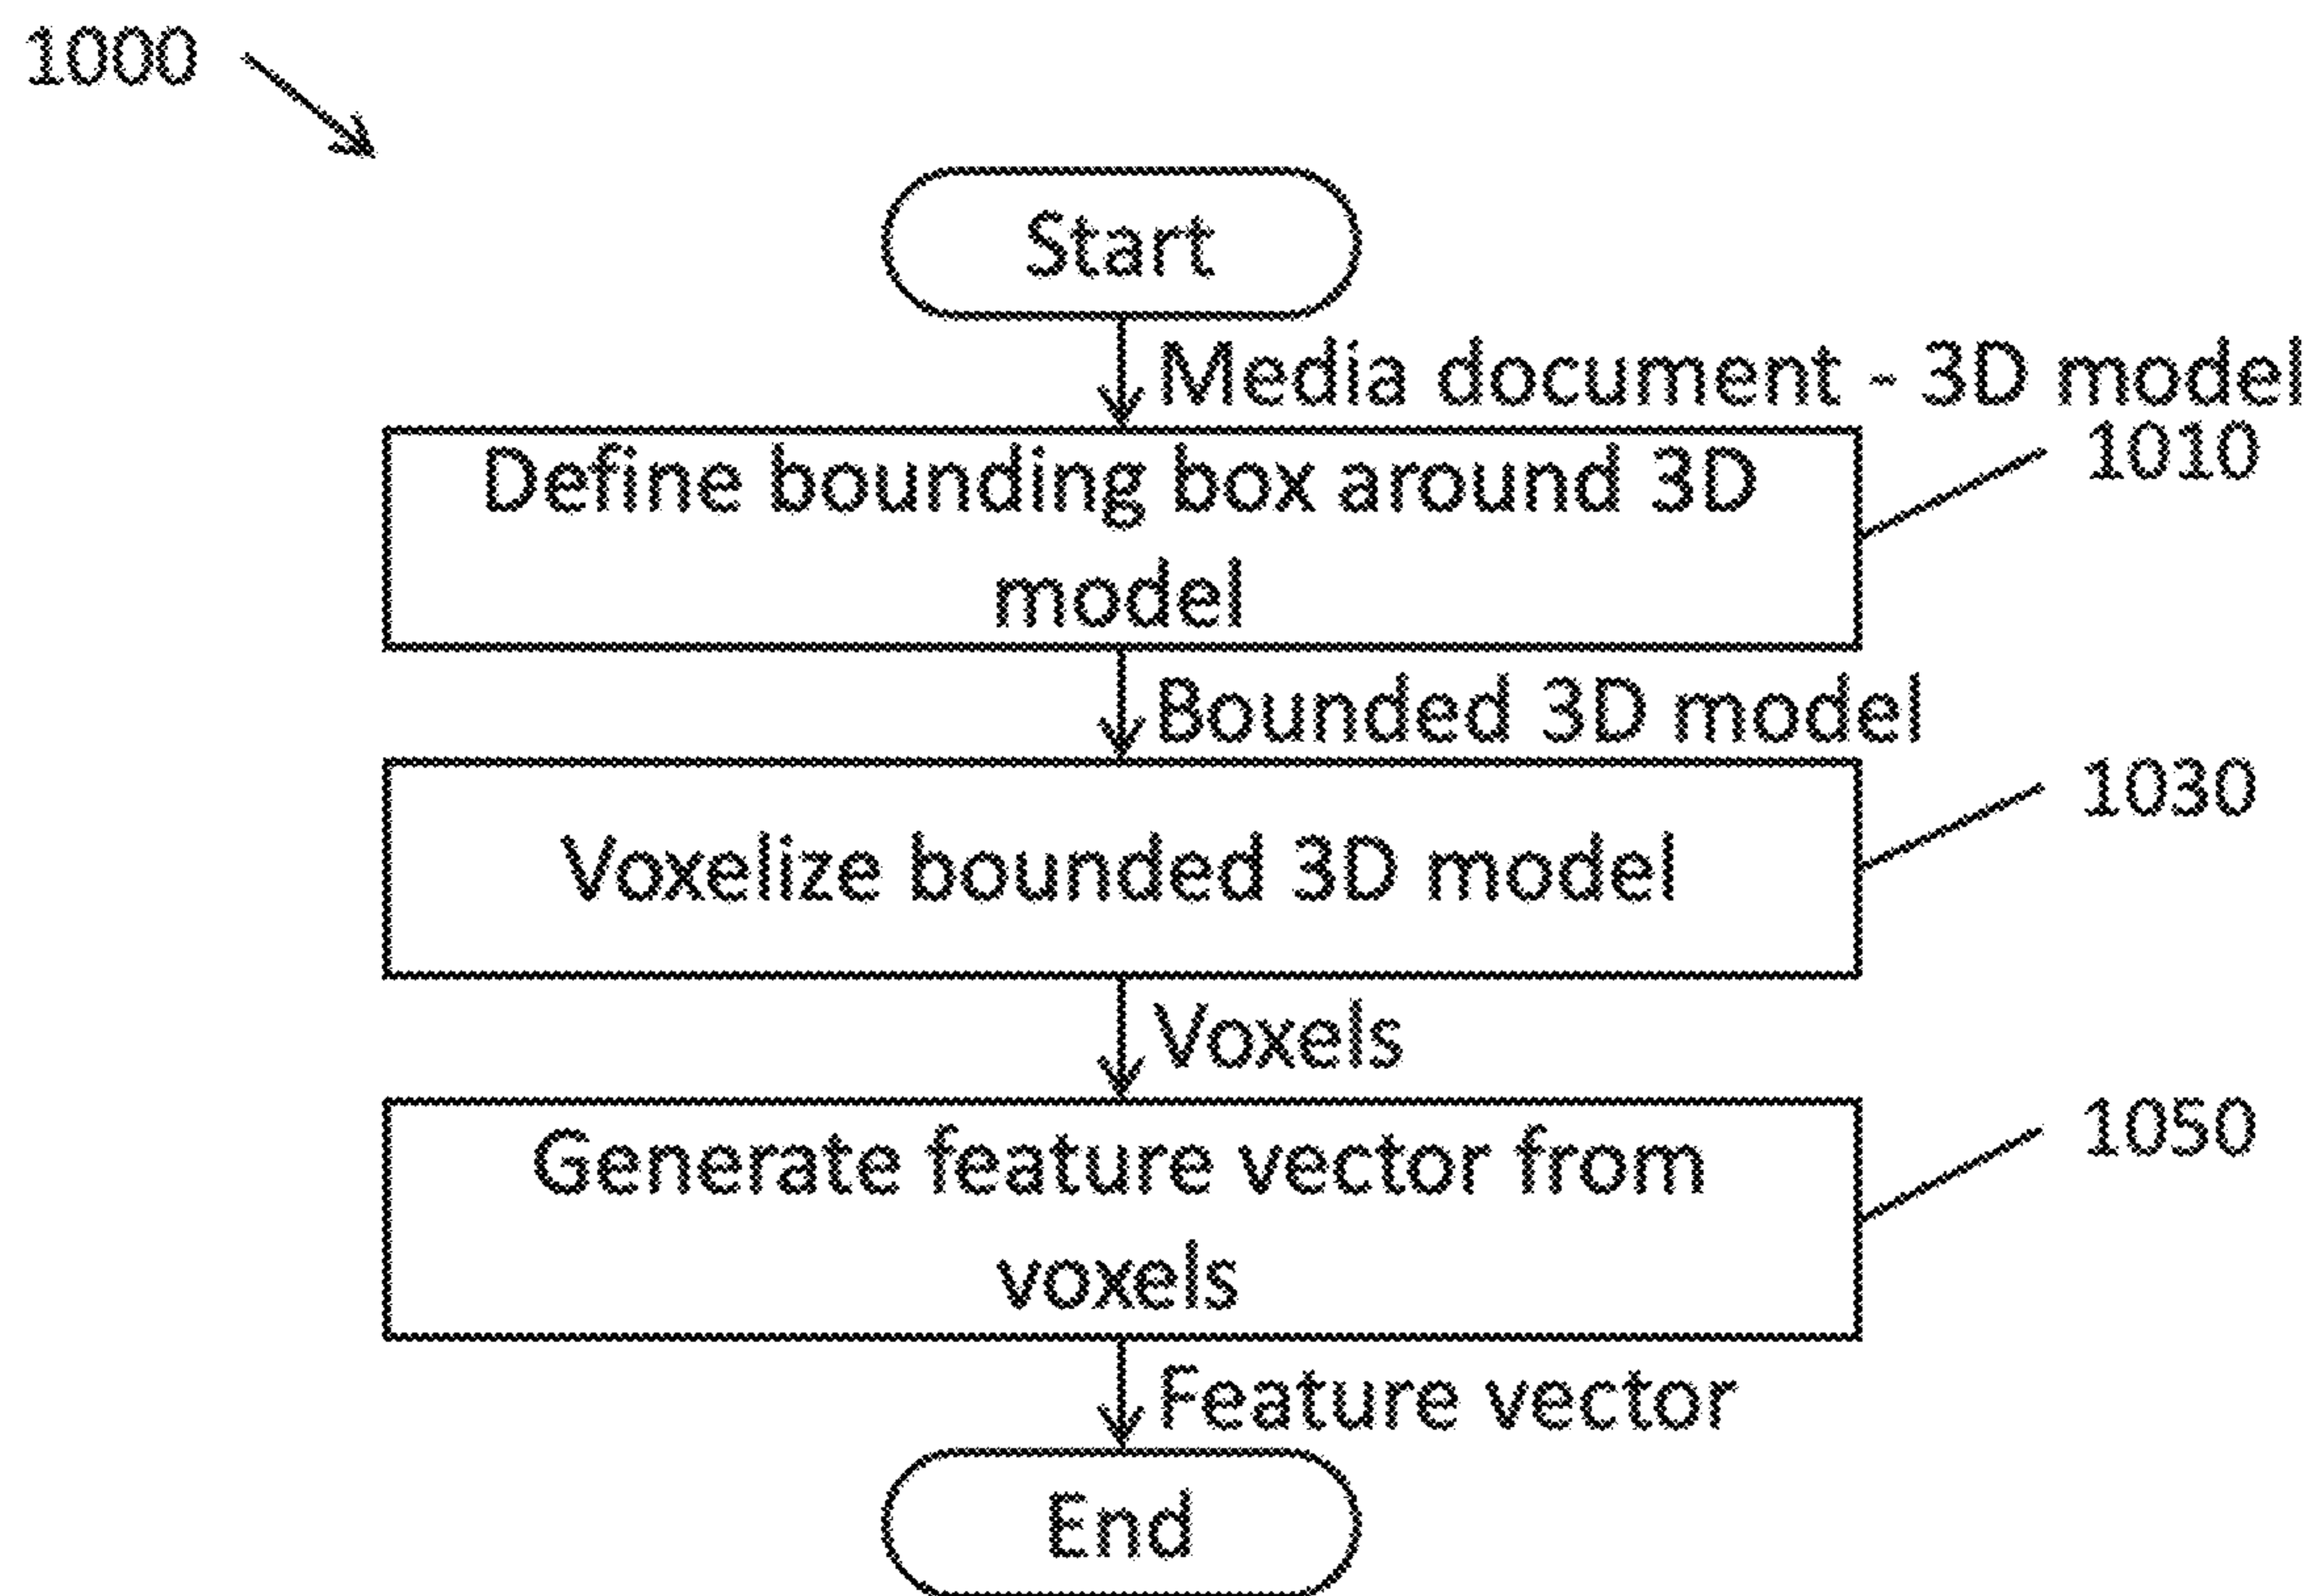 1000
Start
Media document - 3D model
1010
Define bounding box around 3D
model
Bounded 3D model
1030
Voxelize bounded 3D model
Voxels
1050
Generate feature vector from
voxels
Feature vector
End